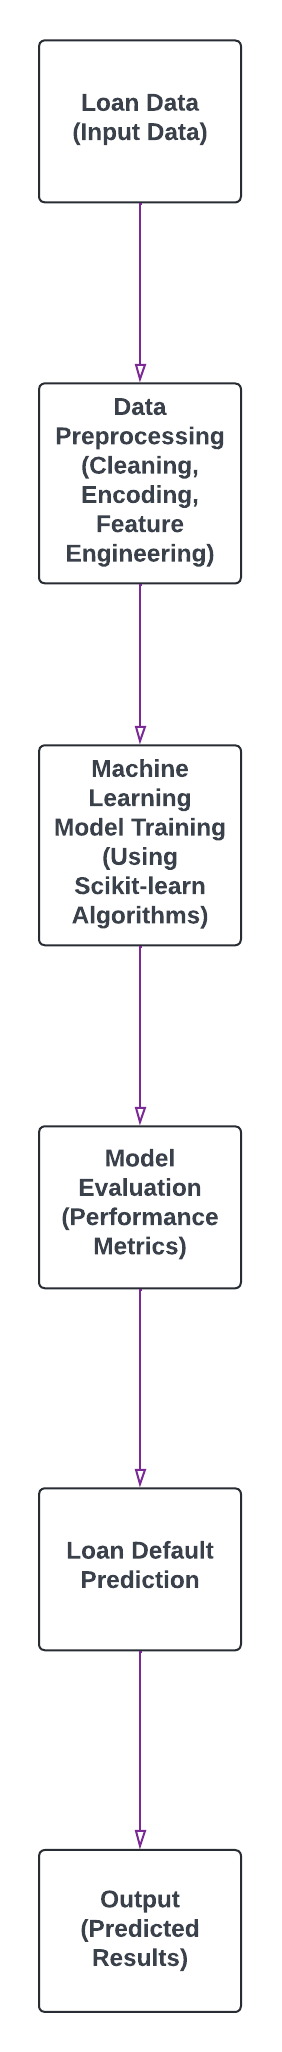 Loan Data
(Input Data)
Data
Preprocessing
(Cleaning,
Encoding,
Feature
Engineering)
Machine
Learning
Model Training
(Using
Scikit-learn
Algorithms)
Model
Evaluation
(Performance
Metrics)
Loan Default
Prediction
Output
(Predicted
Results)